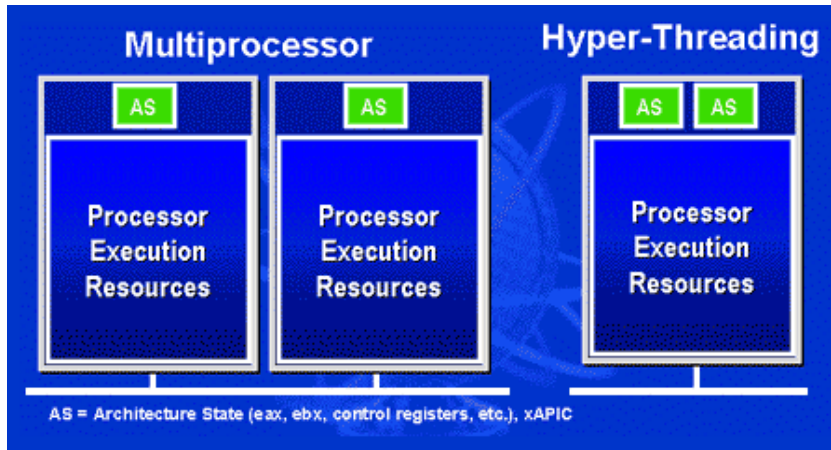 Multiprocessor
AS
Processor
Execution
Resources
AS
Processor
Execution
Resources
Hyper-Threading
AS AS
Processor
Execution
Resources
AS = Architecture State (eax, ebx, control registers, etc.), xAPIC